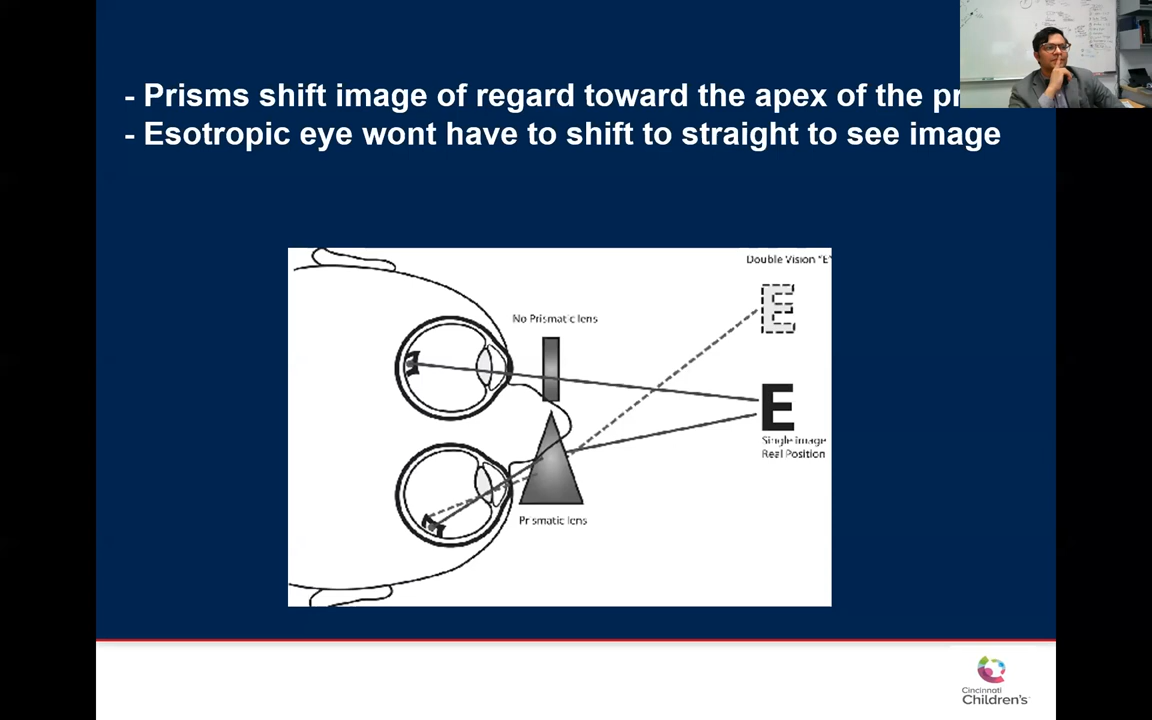 - Prisms shift image of regard toward the apex of the
- Esotropic eye wont have to shift to straight to see image
Double Vision "E"
E
No Prismatic lens
E
Single image
Real Position
Prismatic lens
Cincinnati
Children's